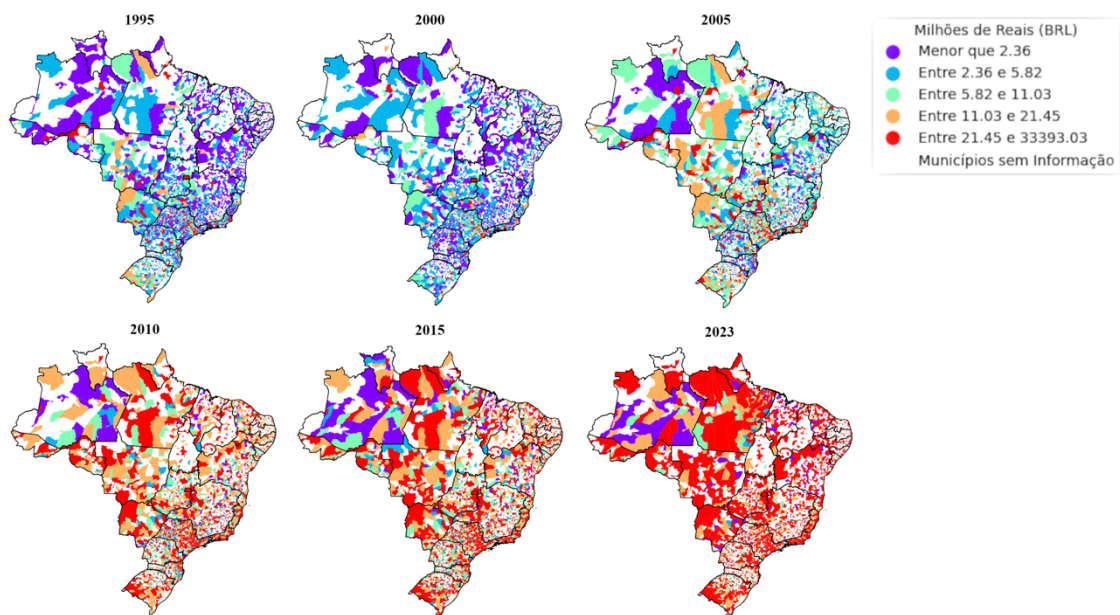 1995
2000
2005
Milhões de Reais (BRL)
Menor que 2.36
Entre 2.36 e 5.82
Entre 5.82 e 11.03
Entre 11.03 e 21.45
Entre 21.45 e 33393.03
Municípios sem Informação
2010
2015
2023